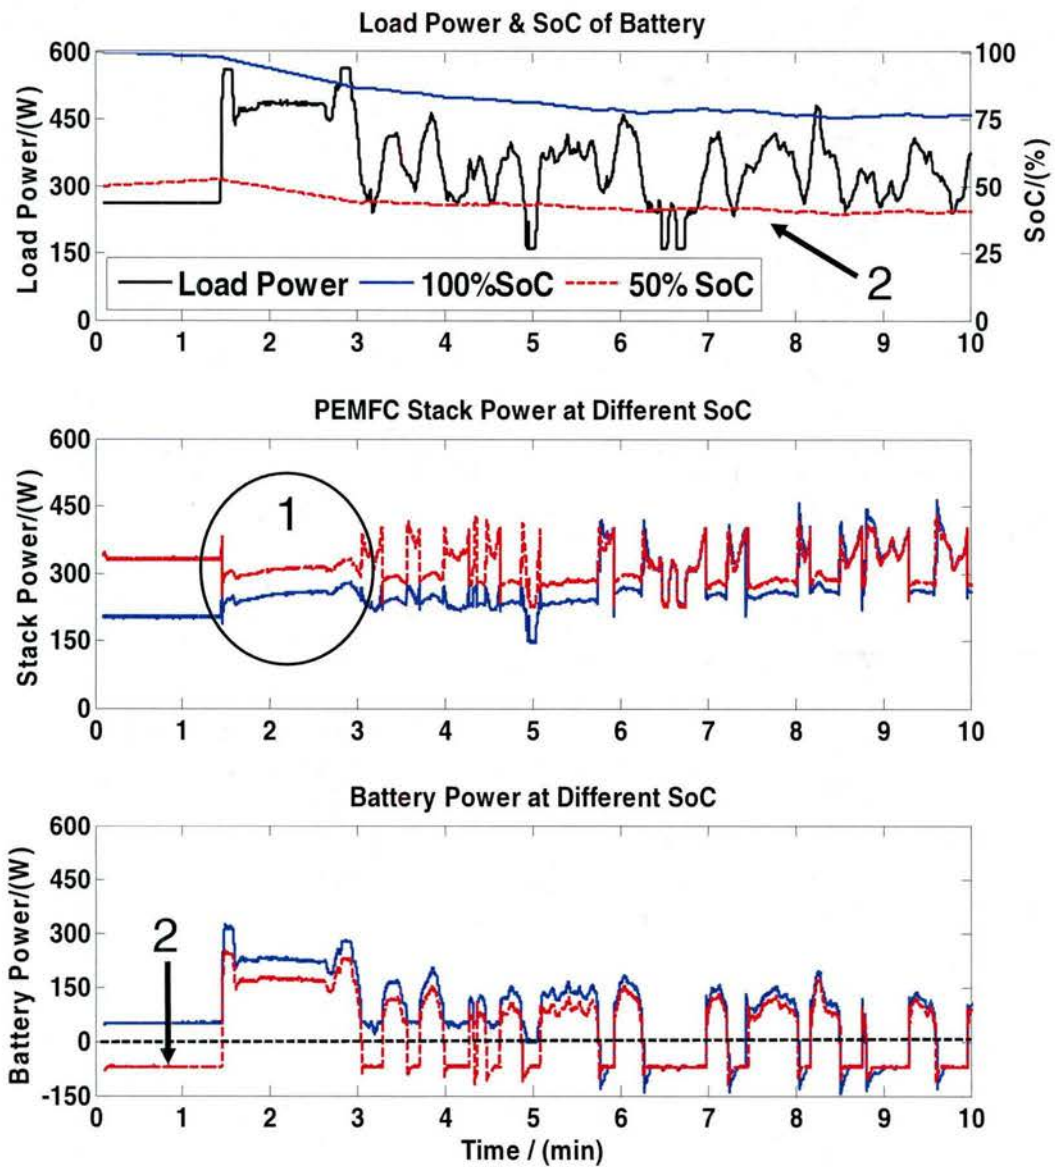 Load Power & SoC of Battery
600
450
300
150
0
Load Power/(W)
100
75
50
25
0
SoC/(%)
2
Load Power 100%SoC 50% SoC
0 1 2 3 4 5 6 7 8 9 10
PEMFC Stack Power at Different SoC
600
450
300
150
0
Stack Power/(W)
1
0 1 2 3 4 5 6 7 8 9 10
Battery Power at Different SoC
600
450
300
150
0
-150
Battery Power/(W)
2
0 1 2 3 4 5 6 7 8 9 10
Time / (min)